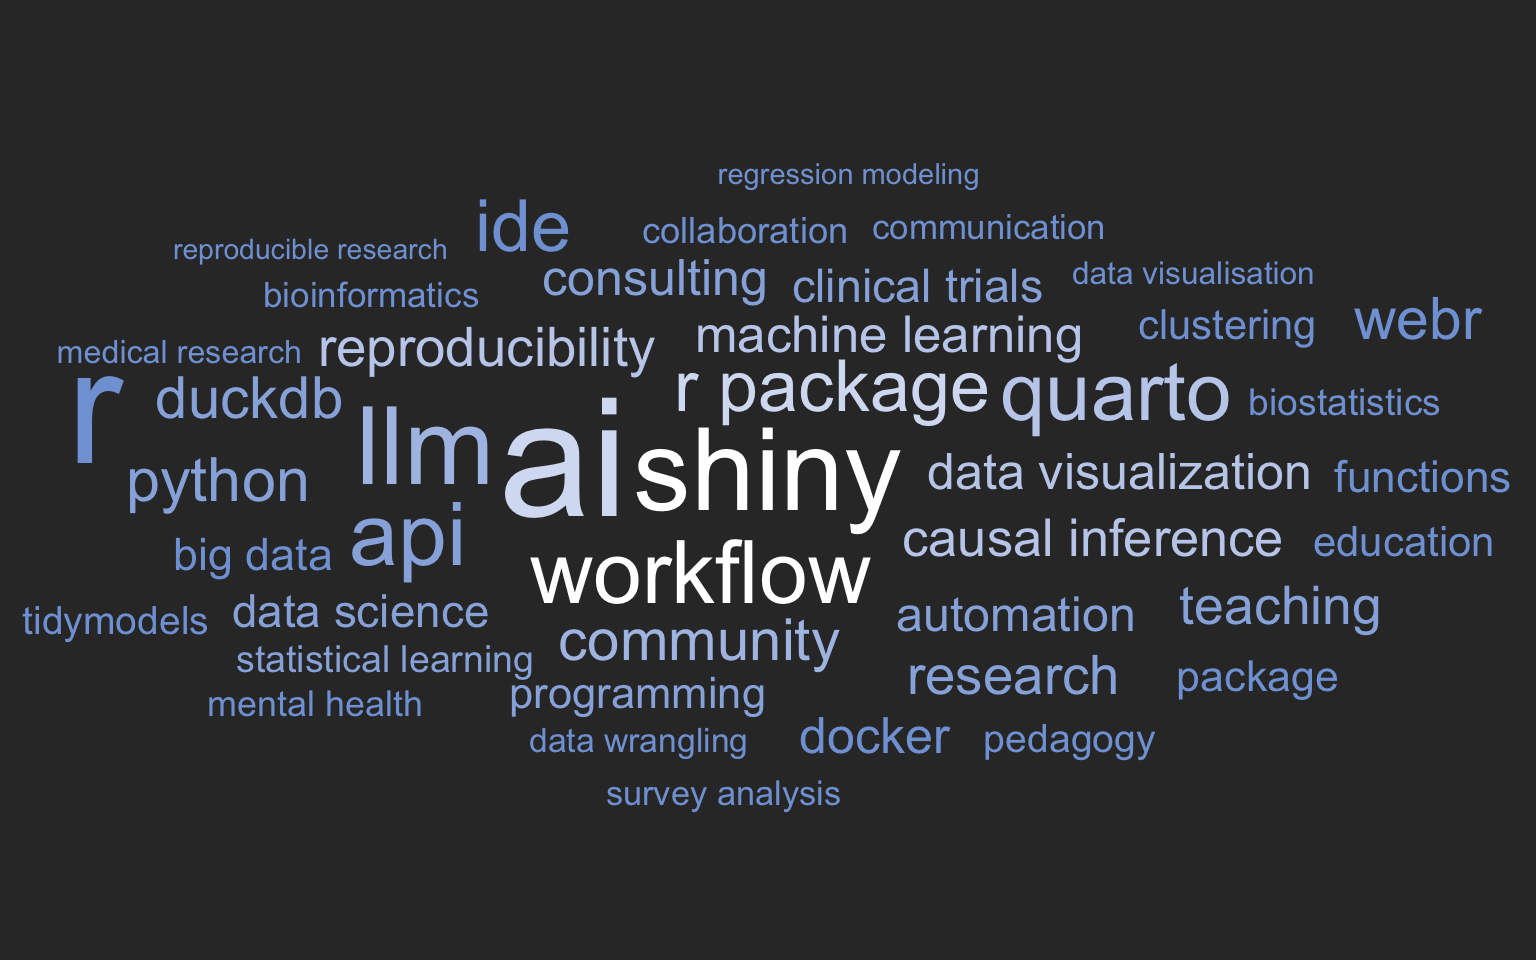 regression modeling
ide
collaboration
communication
reproducible research
consulting
clinical trials
data visualisation
bioinformatics
webr
medical research
reproducibility
machine learning
clustering
r
duckdb
llm
ai
r package
quarto
biostatistics
python
shiny
data visualization
functions
big data
api
workflow
causal inference
education
tidymodels
data science
community
automation
teaching
statistical learning
research
package
mental health
programming
data wrangling
docker
pedagogy
survey analysis